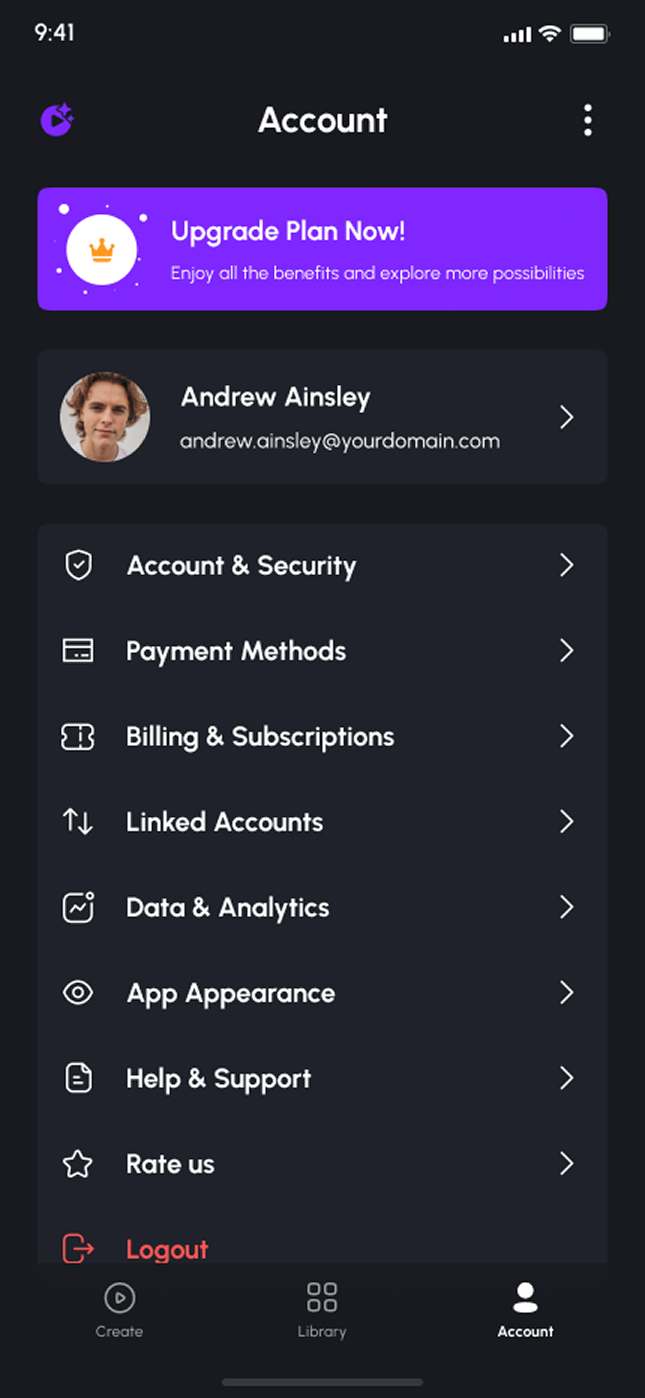 9:41
Account
Upgrade Plan Now!
Enjoy all the benefits and explore more possibilities
Andrew Ainsley
andrew.ainsley@yourdomain.com
Account & Security
Payment Methods
Billing & Subscriptions
Linked Accounts
Data & Analytics
App Appearance
Help & Support
Rate us
Logout
Create
Library
Account